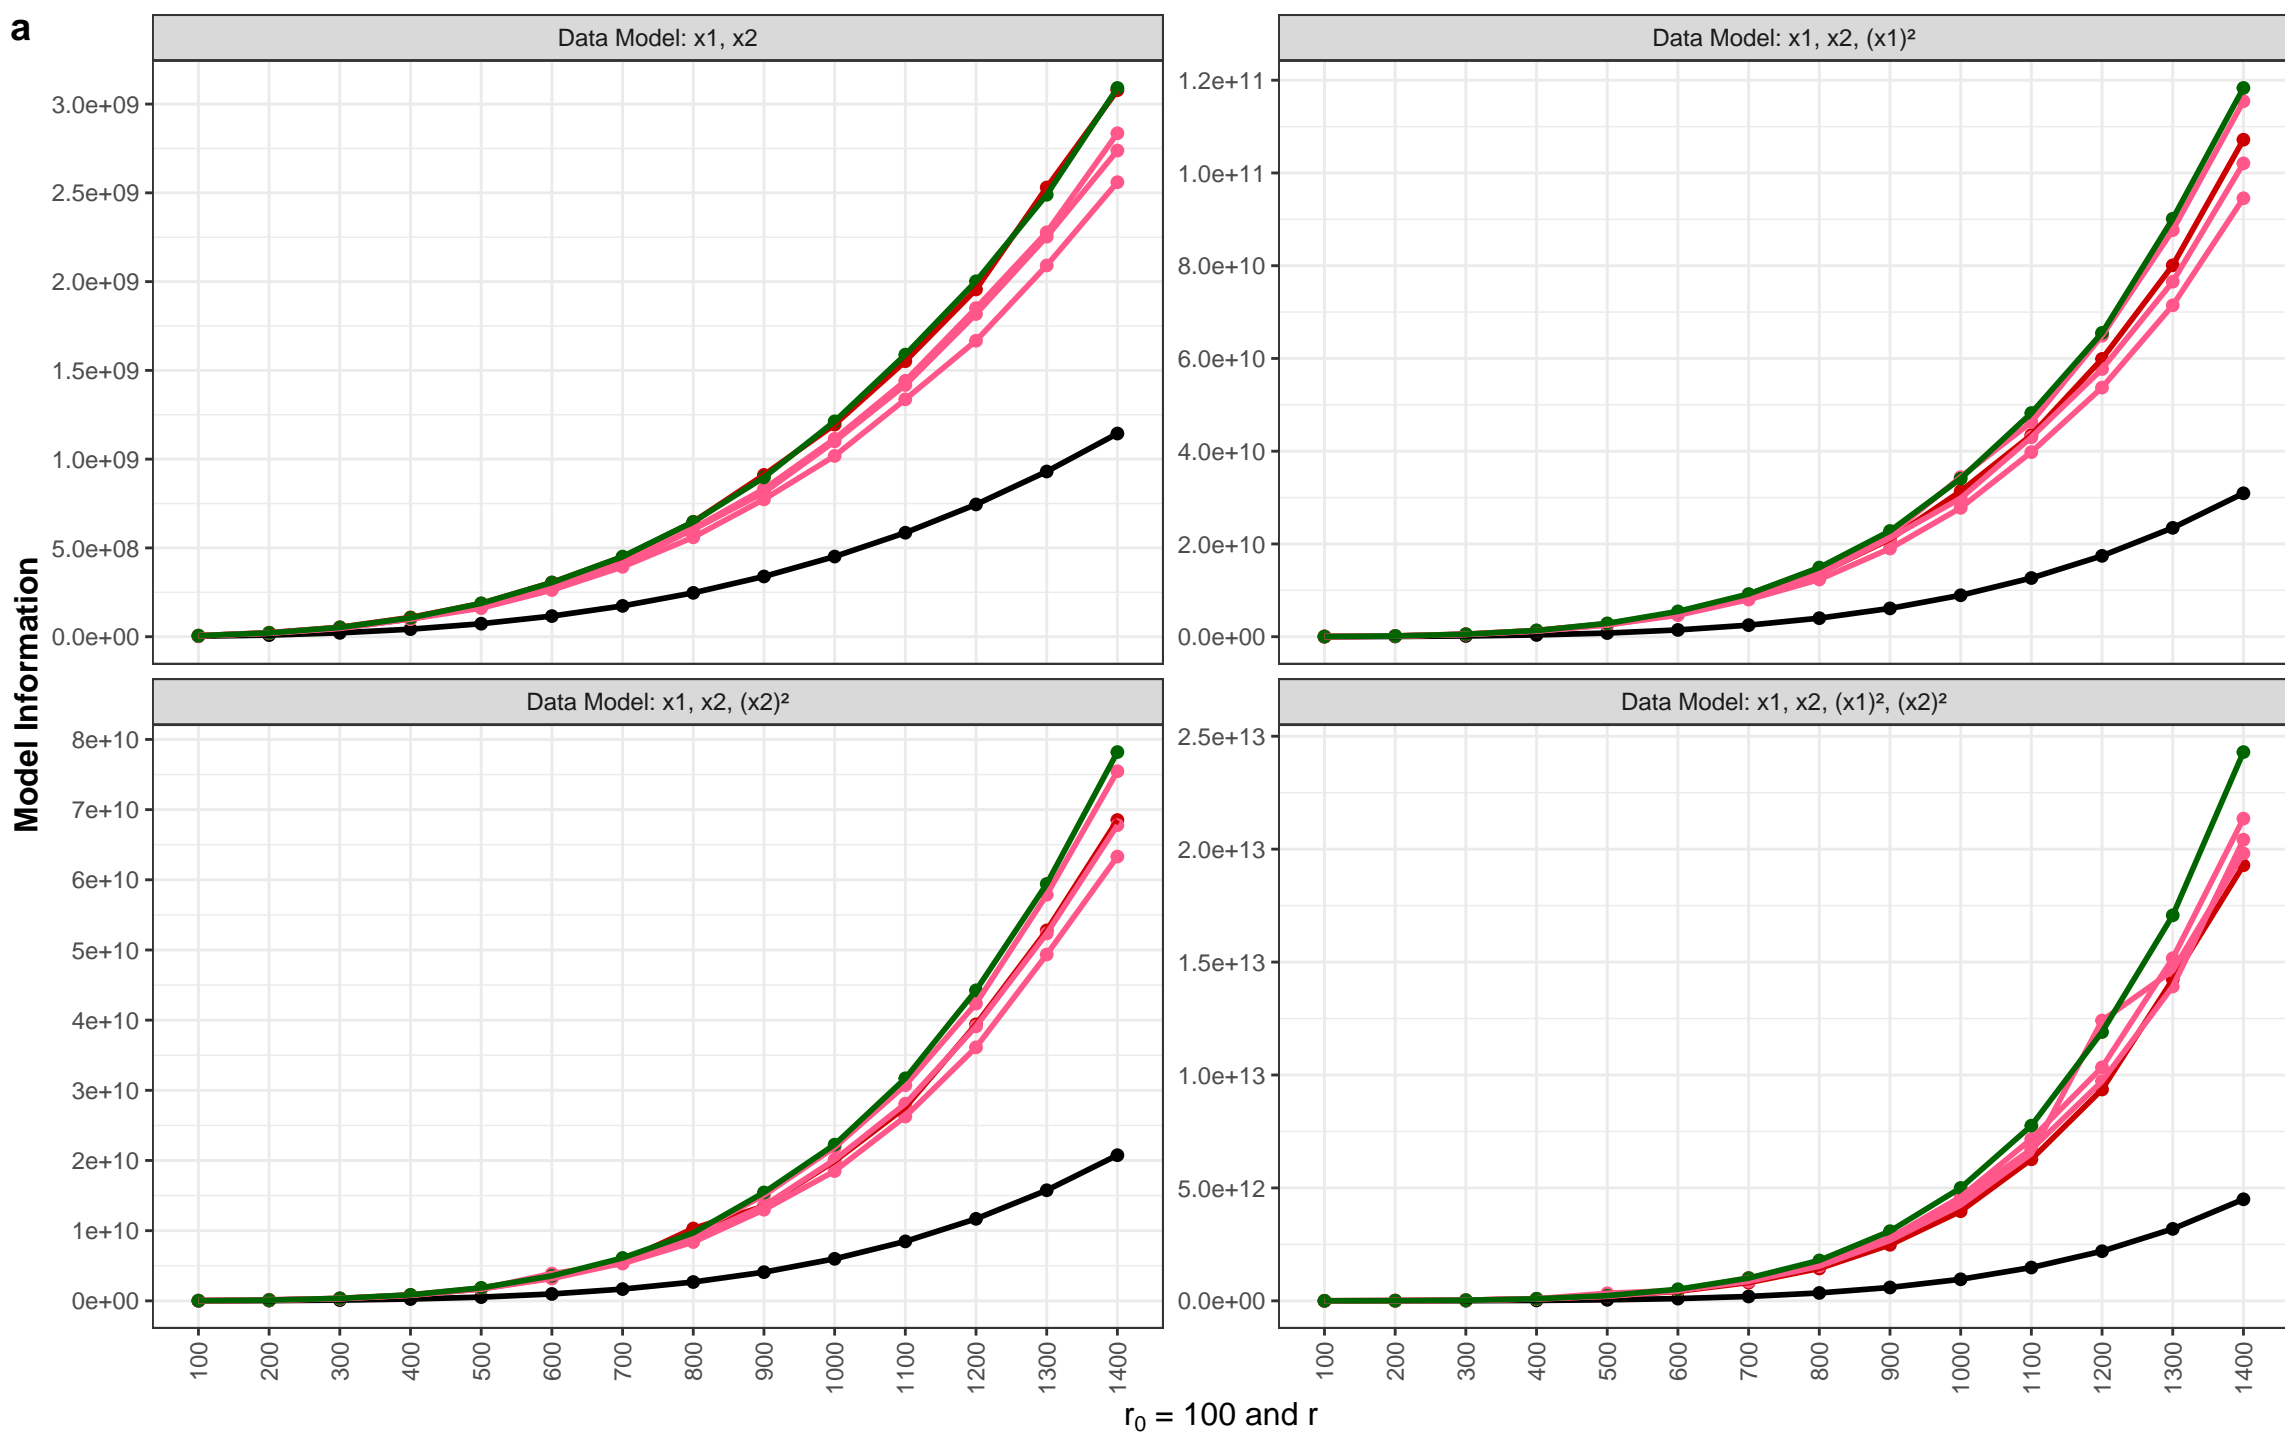 a
Data Model: x1, x2
3.0e+09
2.5e+09
2.0e+09
1.5e+09
1.0e+09
5.0e+08
0.0e+00
Data Model: x1, x2, (x1)²
1.2e+11
1.0e+11
8.0e+10
6.0e+10
4.0e+10
2.0e+10
0.0e+00
Model Information
Data Model: x1, x2, (x2)²
8e+10
7e+10
6e+10
5e+10
4e+10
3e+10
2e+10
1e+10
0e+00
100 200 300 400 500 600 700 800 900 1000 1100 1200 1300 1400
Data Model: x1, x2, (x1)², (x2)²
2.5e+13
2.0e+13
1.5e+13
1.0e+13
5.0e+12
0.0e+00
100 200 300 400 500 600 700 800 900 1000 1100 1200 1300 1400
r₀ = 100 and r